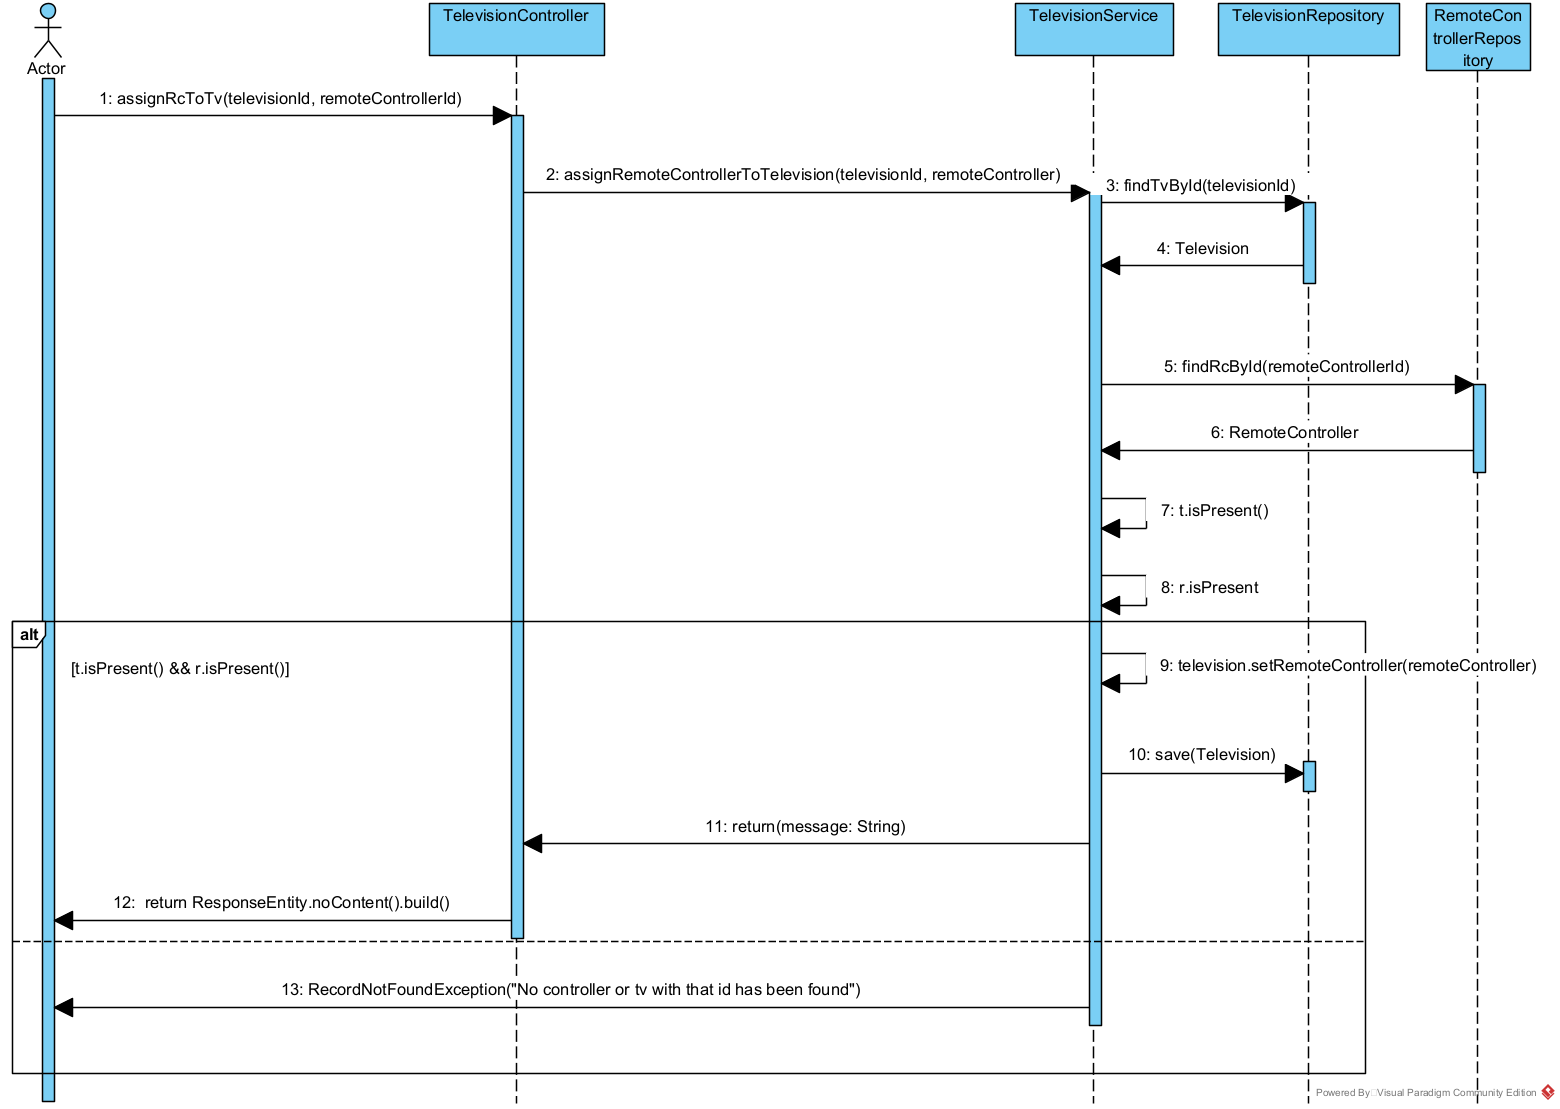 TelevisionController
TelevisionService
TelevisionRepository
RemoteCon
trollerRepos
itory
Actor
1: assignRcToTv(televisionId, remoteControllerId)
2: assignRemoteControllerToTelevision(televisionId, remoteController)
3: findTvById(televisionId)
4: Television
5: findRcById(remoteControllerId)
6: RemoteController
7: t.isPresent()
8: r.isPresent
alt
[t.isPresent() && r.isPresent()]
9: television.setRemoteController(remoteController)
10: save(Television)
11: return(message: String)
12:  return ResponseEntity.noContent().build()
13: RecordNotFoundException("No controller or tv with that id has been found")
Powered By Visual Paradigm Community Edition